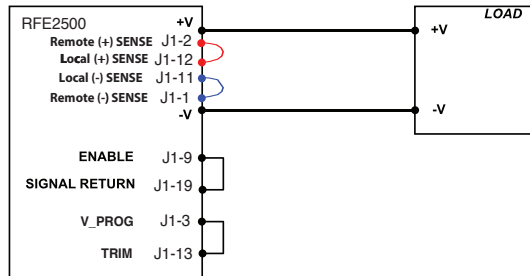 RFE2500
+V
LOAD
+V
Remote (+) SENSE J1-2
Local (+) SENSE J1-12
Local (-) SENSE J1-11
Remote (-) SENSE J1-1
-V
-V
ENABLE J1-9
SIGNAL RETURN J1-19
V_PROG J1-3
TRIM J1-13